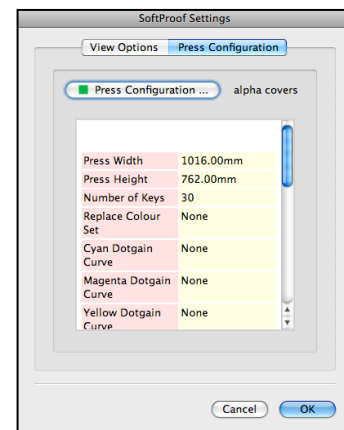 SoftProof Settings
View Options Press Configuration
Press Configuration ... alpha covers
Press Width 1016.00mm
Press Height 762.00mm
Number of Keys 30
Replace Colour None
Set
Cyan Dotgain None
Curve
Magenta Dotgain None
Curve
Yellow Dotgain None
Curve
Cancel OK